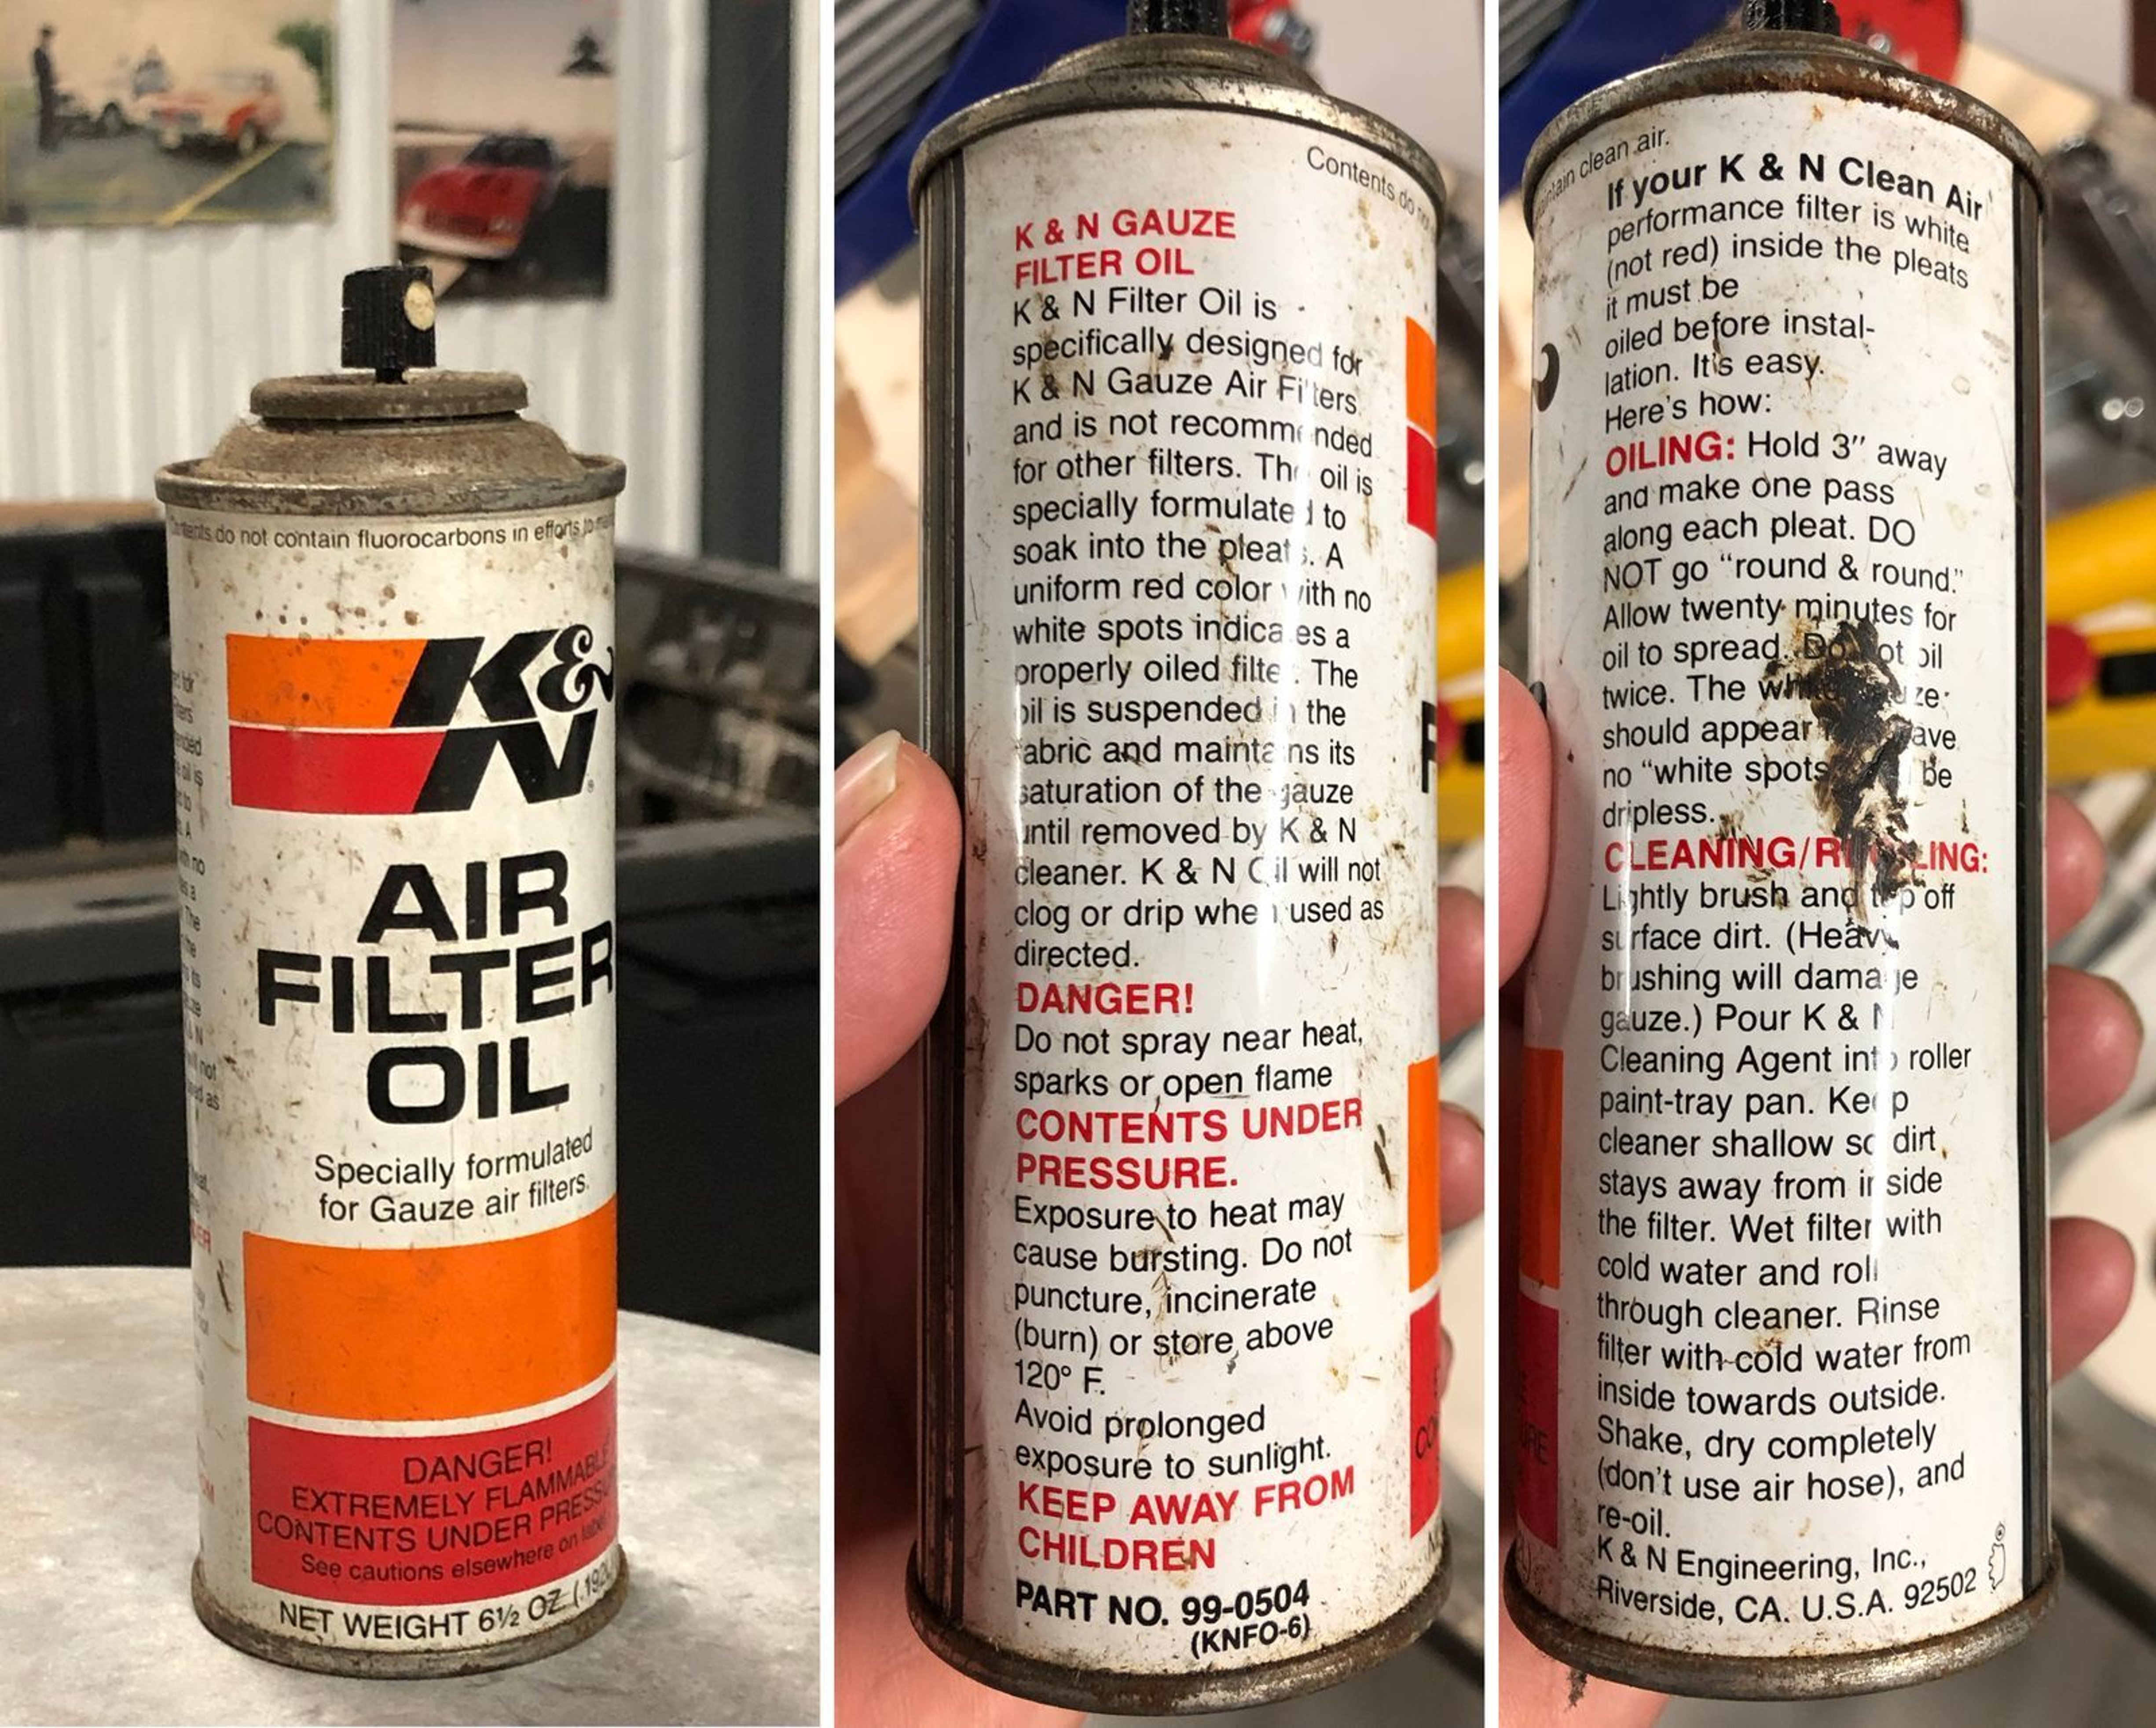 Contents do not contain fluorocarbons in efforts to
K&N
AIR
FILTER
OIL
Specially formulated
for Gauze air filters.
DANGER!
EXTREMELY FLAMMABLE
CONTENTS UNDER
See cautions elsewhere on label
NET WEIGHT 6½ OZ.
Contents do
K & N GAUZE
FILTER OIL
K & N Filter Oil is
specifically designed for
K & N Gauze Air Filters
and is not recommended
for other filters. The oil is
specially formulated to
soak into the pleats. A
uniform red color with no
white spots indicates a
properly oiled filter. The
oil is suspended in the
fabric and maintains its
saturation of the gauze
until removed by K & N
cleaner. K & N Oil will not
clog or drip when used as
directed.
DANGER!
Do not spray near heat,
sparks or open flame
CONTENTS UNDER
PRESSURE.
Exposure to heat may
cause bursting. Do not
puncture, incinerate
(burn) or store above
120° F.
Avoid prolonged
exposure to sunlight.
KEEP AWAY FROM
CHILDREN
PART NO. 99-0504
(KNFO-6)
clean air.
If your K & N Clean Air
performance filter is white
(not red) inside the pleats
it must be
oiled before instal-
lation. It's easy.
Here's how:
OILING: Hold 3" away
and make one pass
along each pleat. DO
NOT go "round & round."
Allow twenty minutes for
oil to spread. Do not oil
twice. The white gauze
should appear
no "white spots be
dripless.
CLEANING/RE-OILING:
Lightly brush and tap off
surface dirt. (Heavy
brushing will damage
gauze.) Pour K & N
Cleaning Agent into roller
paint-tray pan. Keep
cleaner shallow so dirt
stays away from inside
the filter. Wet filter with
cold water and roll
through cleaner. Rinse
filter with cold water from
inside towards outside.
Shake, dry completely
(don't use air hose), and
re-oil.
K & N Engineering, Inc.,
Riverside, CA. U.S.A. 92502